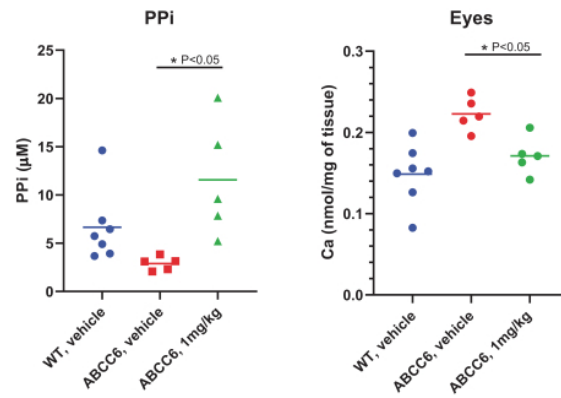 PPi
* P<0.05
PPi (µM)
25
20
15
10
5
0
WT, vehicle
ABCC6, vehicle
ABCC6, 1mg/kg
Eyes
* P<0.05
Ca (nmol/mg of tissue)
0.3
0.2
0.1
0.0
WT, vehicle
ABCC6, vehicle
ABCC6, 1mg/kg